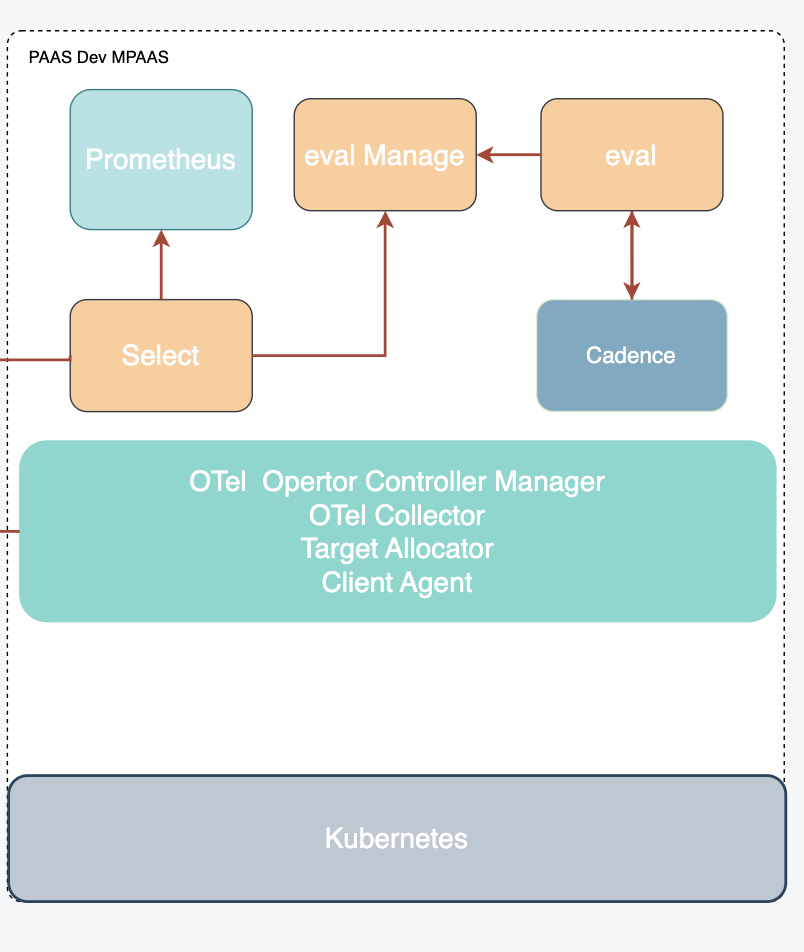 PAAS Dev MPAAS
Prometheus
eval Manage
eval
Select
Cadence
OTel  Opertor Controller Manager
OTel Collector
Target Allocator
Client Agent
Kubernetes